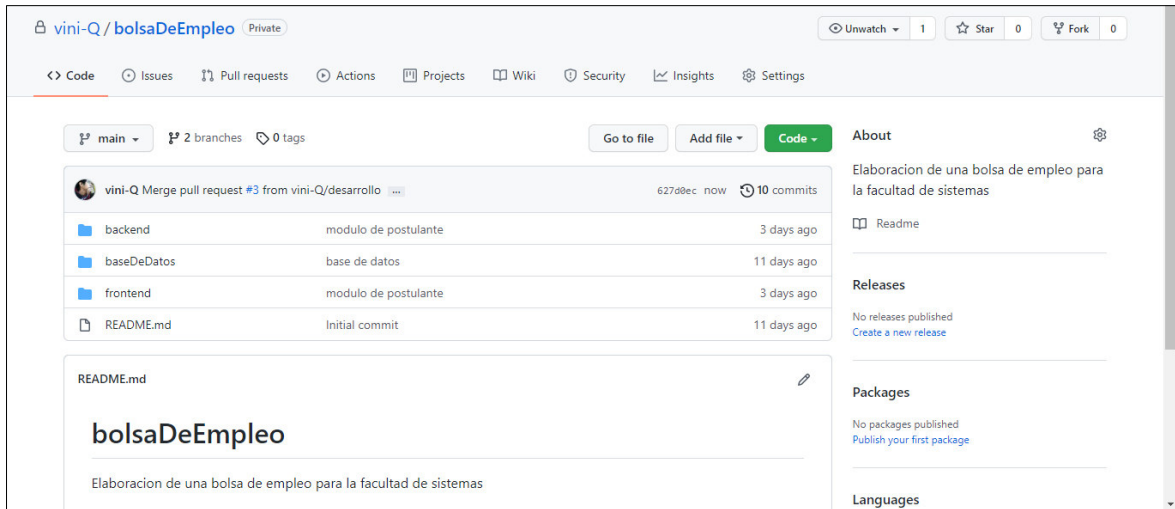 vini-Q / bolsaDeEmpleo Private Unwatch 1 Star 0 Fork 0
<> Code Issues Pull requests Actions Projects Wiki Security Insights Settings
main 2 branches 0 tags Go to file Add file Code
vini-Q Merge pull request #3 from vini-Q/desarrollo ... 627d0ec now 10 commits
backend modulo de postulante 3 days ago
baseDeDatos base de datos 11 days ago
frontend modulo de postulante 3 days ago
README.md Initial commit 11 days ago
README.md
bolsaDeEmpleo
Elaboracion de una bolsa de empleo para la facultad de sistemas
About
Elaboracion de una bolsa de empleo para
la facultad de sistemas
Readme
Releases
No releases published
Create a new release
Packages
No packages published
Publish your first package
Languages